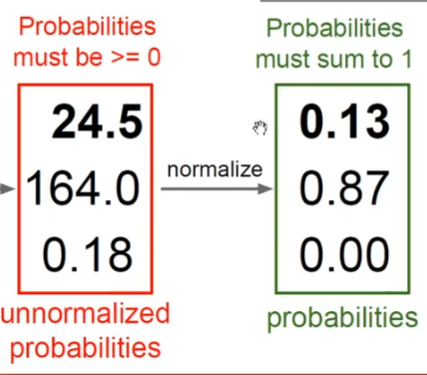 Probabilities
must be >= 0
24.5
164.0
0.18
unnormalized
probabilities
normalize
Probabilities
must sum to 1
0.13
0.87
0.00
probabilities